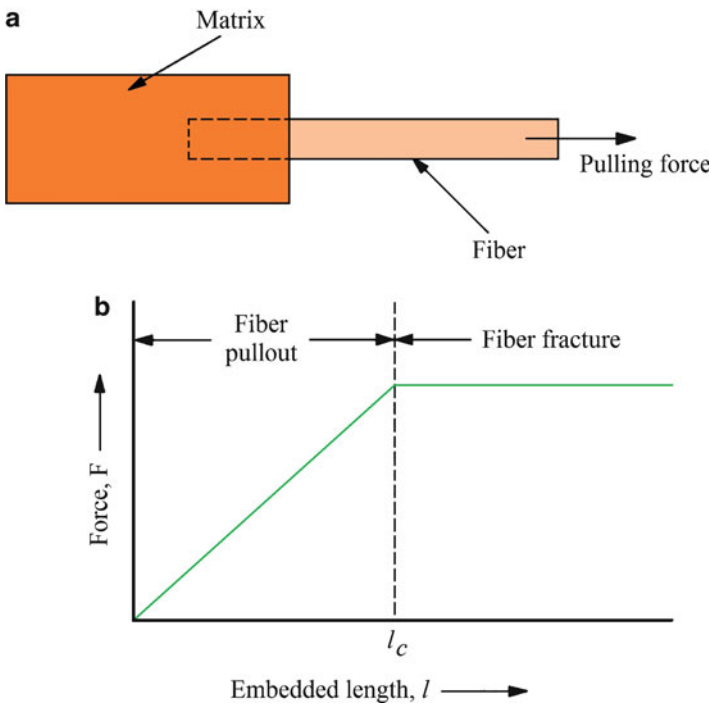 a
Matrix
Pulling force
Fiber
b
Fiber
pullout
Fiber fracture
Force, F
l_c
Embedded length, l